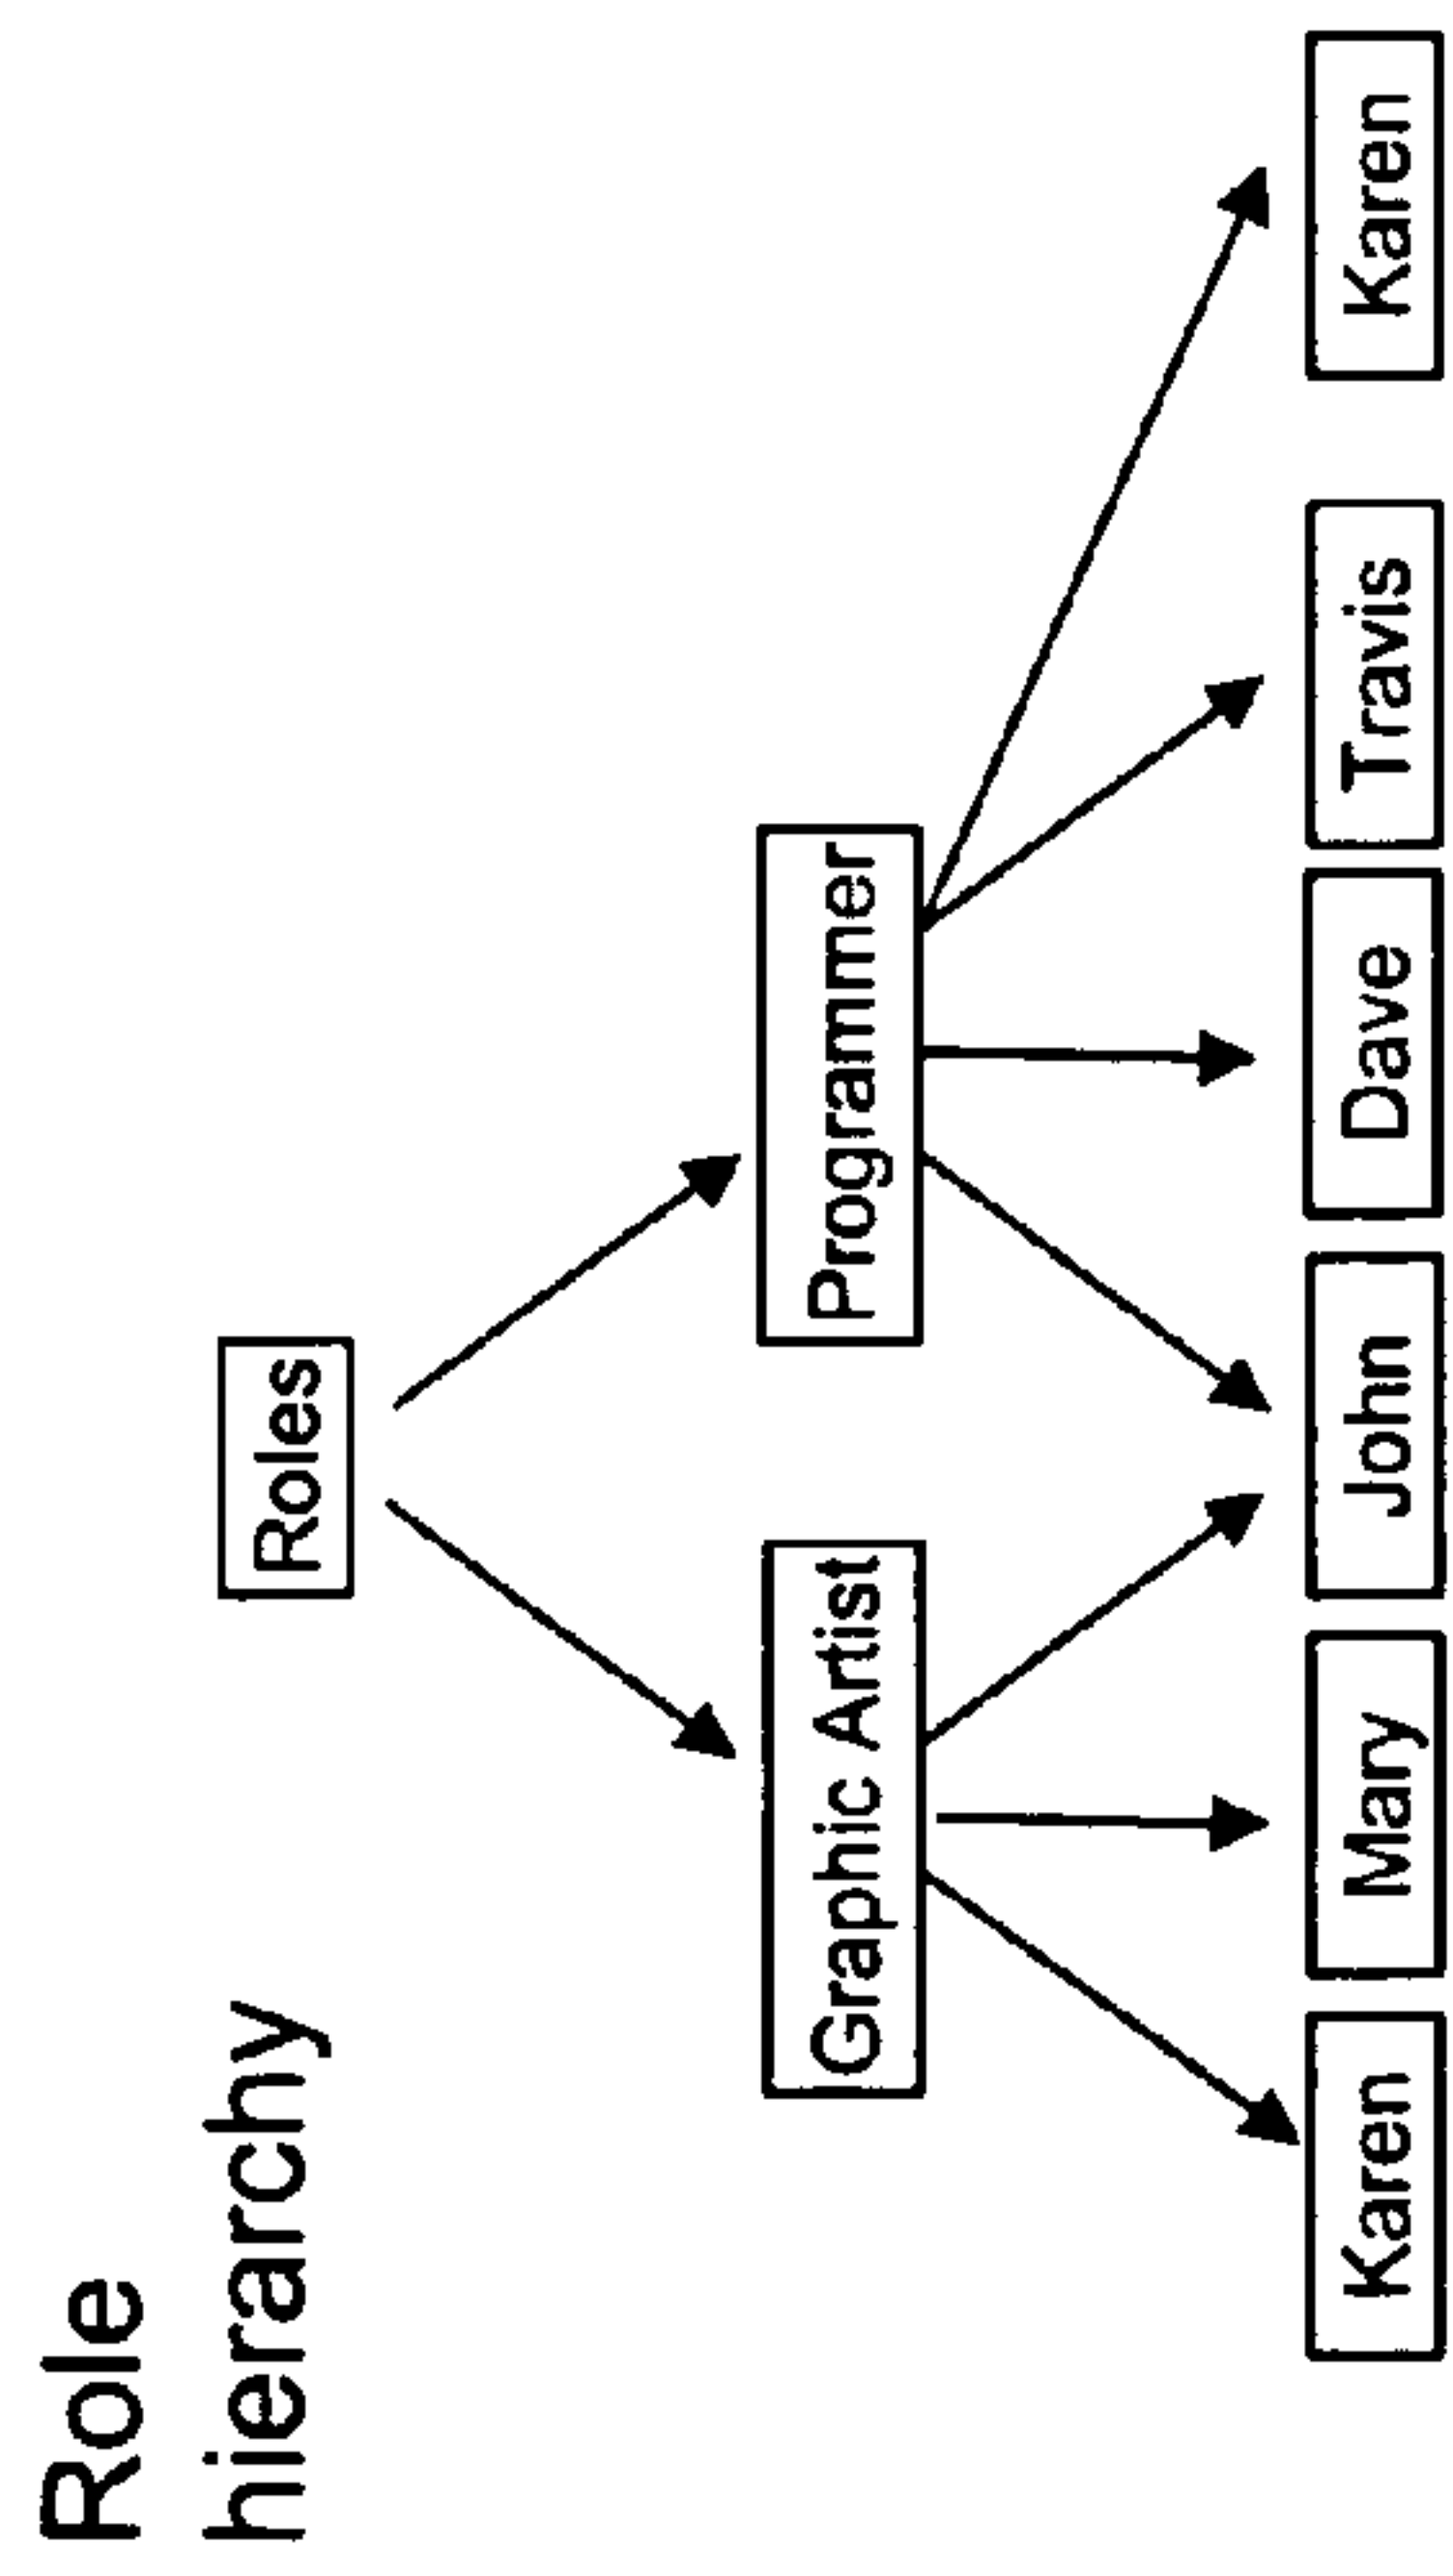 Role
hierarchy
Roles
Graphic Artist
Programmer
Karen
Mary
John
Dave
Travis
Karen